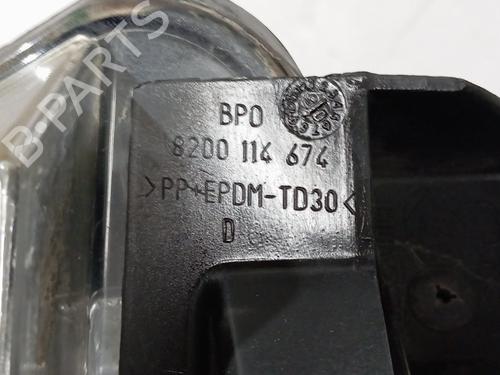 B-PARTS
BPO
8200 114 674
>PP+EPDM-TD30<
D